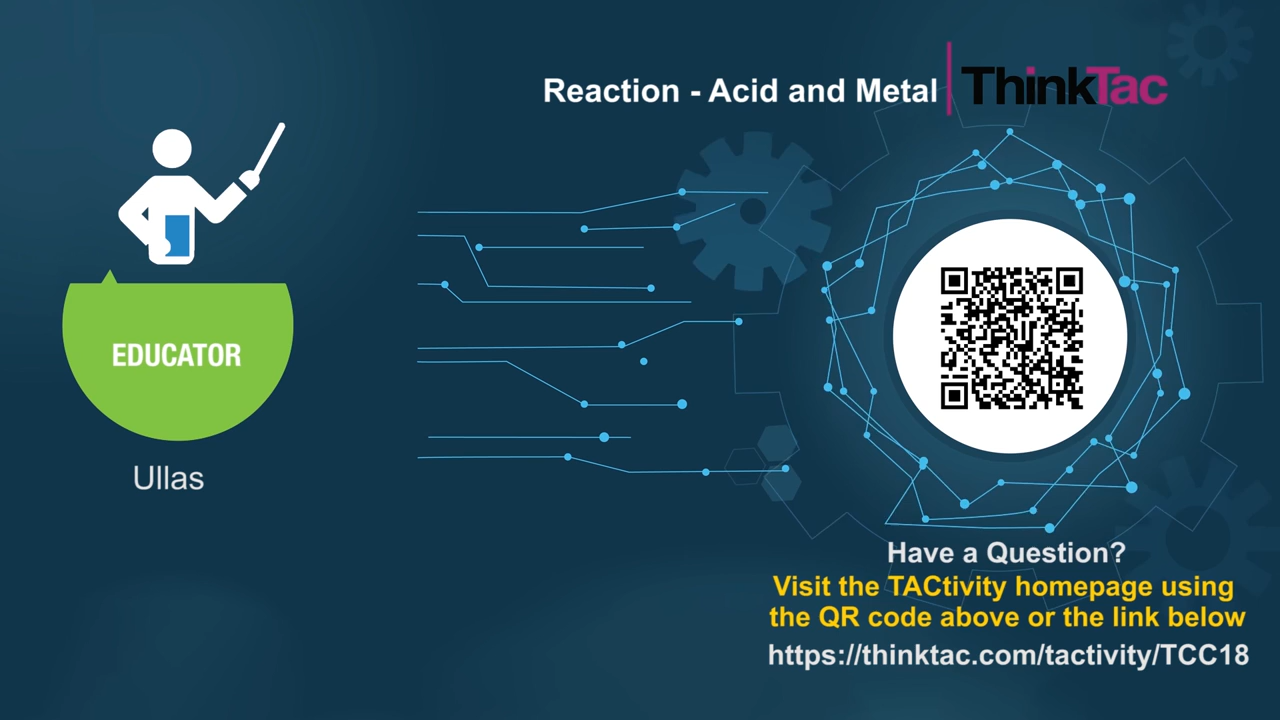 Reaction - Acid and Metal
ThinkTac
EDUCATOR
Ullas
Have a Question?
Visit the TACtivity homepage using
the QR code above or the link below
https://thinktac.com/tactivity/TCC18